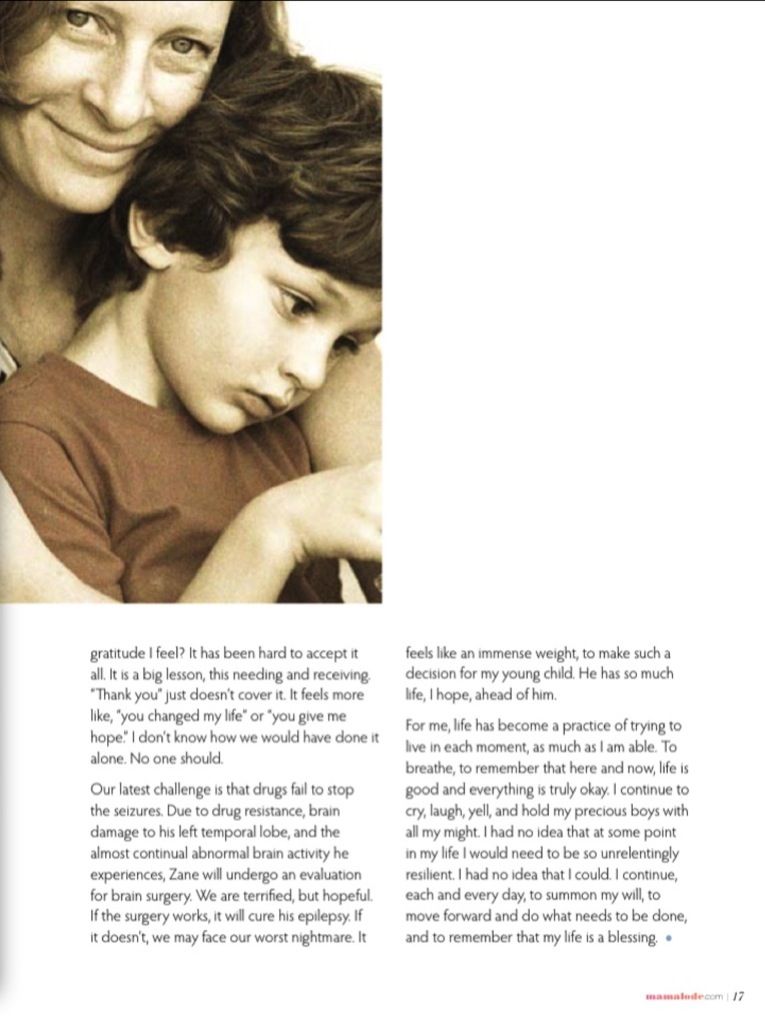 gratitude I feel? It has been hard to accept it
all. It is a big lesson, this needing and receiving.
"Thank you" just doesn't cover it. It feels more
like, "you changed my life" or "you give me
hope." I don't know how we would have done it
alone. No one should.
Our latest challenge is that drugs fail to stop
the seizures. Due to drug resistance, brain
damage to his left temporal lobe, and the
almost continual abnormal brain activity he
experiences, Zane will undergo an evaluation
for brain surgery. We are terrified, but hopeful.
If the surgery works, it will cure his epilepsy. If
it doesn't, we may face our worst nightmare. It
feels like an immense weight, to make such a
decision for my young child. He has so much
life, I hope, ahead of him.
For me, life has become a practice of trying to
live in each moment, as much as I am able. To
breathe, to remember that here and now, life is
good and everything is truly okay. I continue to
cry, laugh, yell, and hold my precious boys with
all my might. I had no idea that at some point
in my life I would need to be so unrelentingly
resilient. I had no idea that I could. I continue,
each and every day, to summon my will, to
move forward and do what needs to be done,
and to remember that my life is a blessing. •
mamalode.com | 17